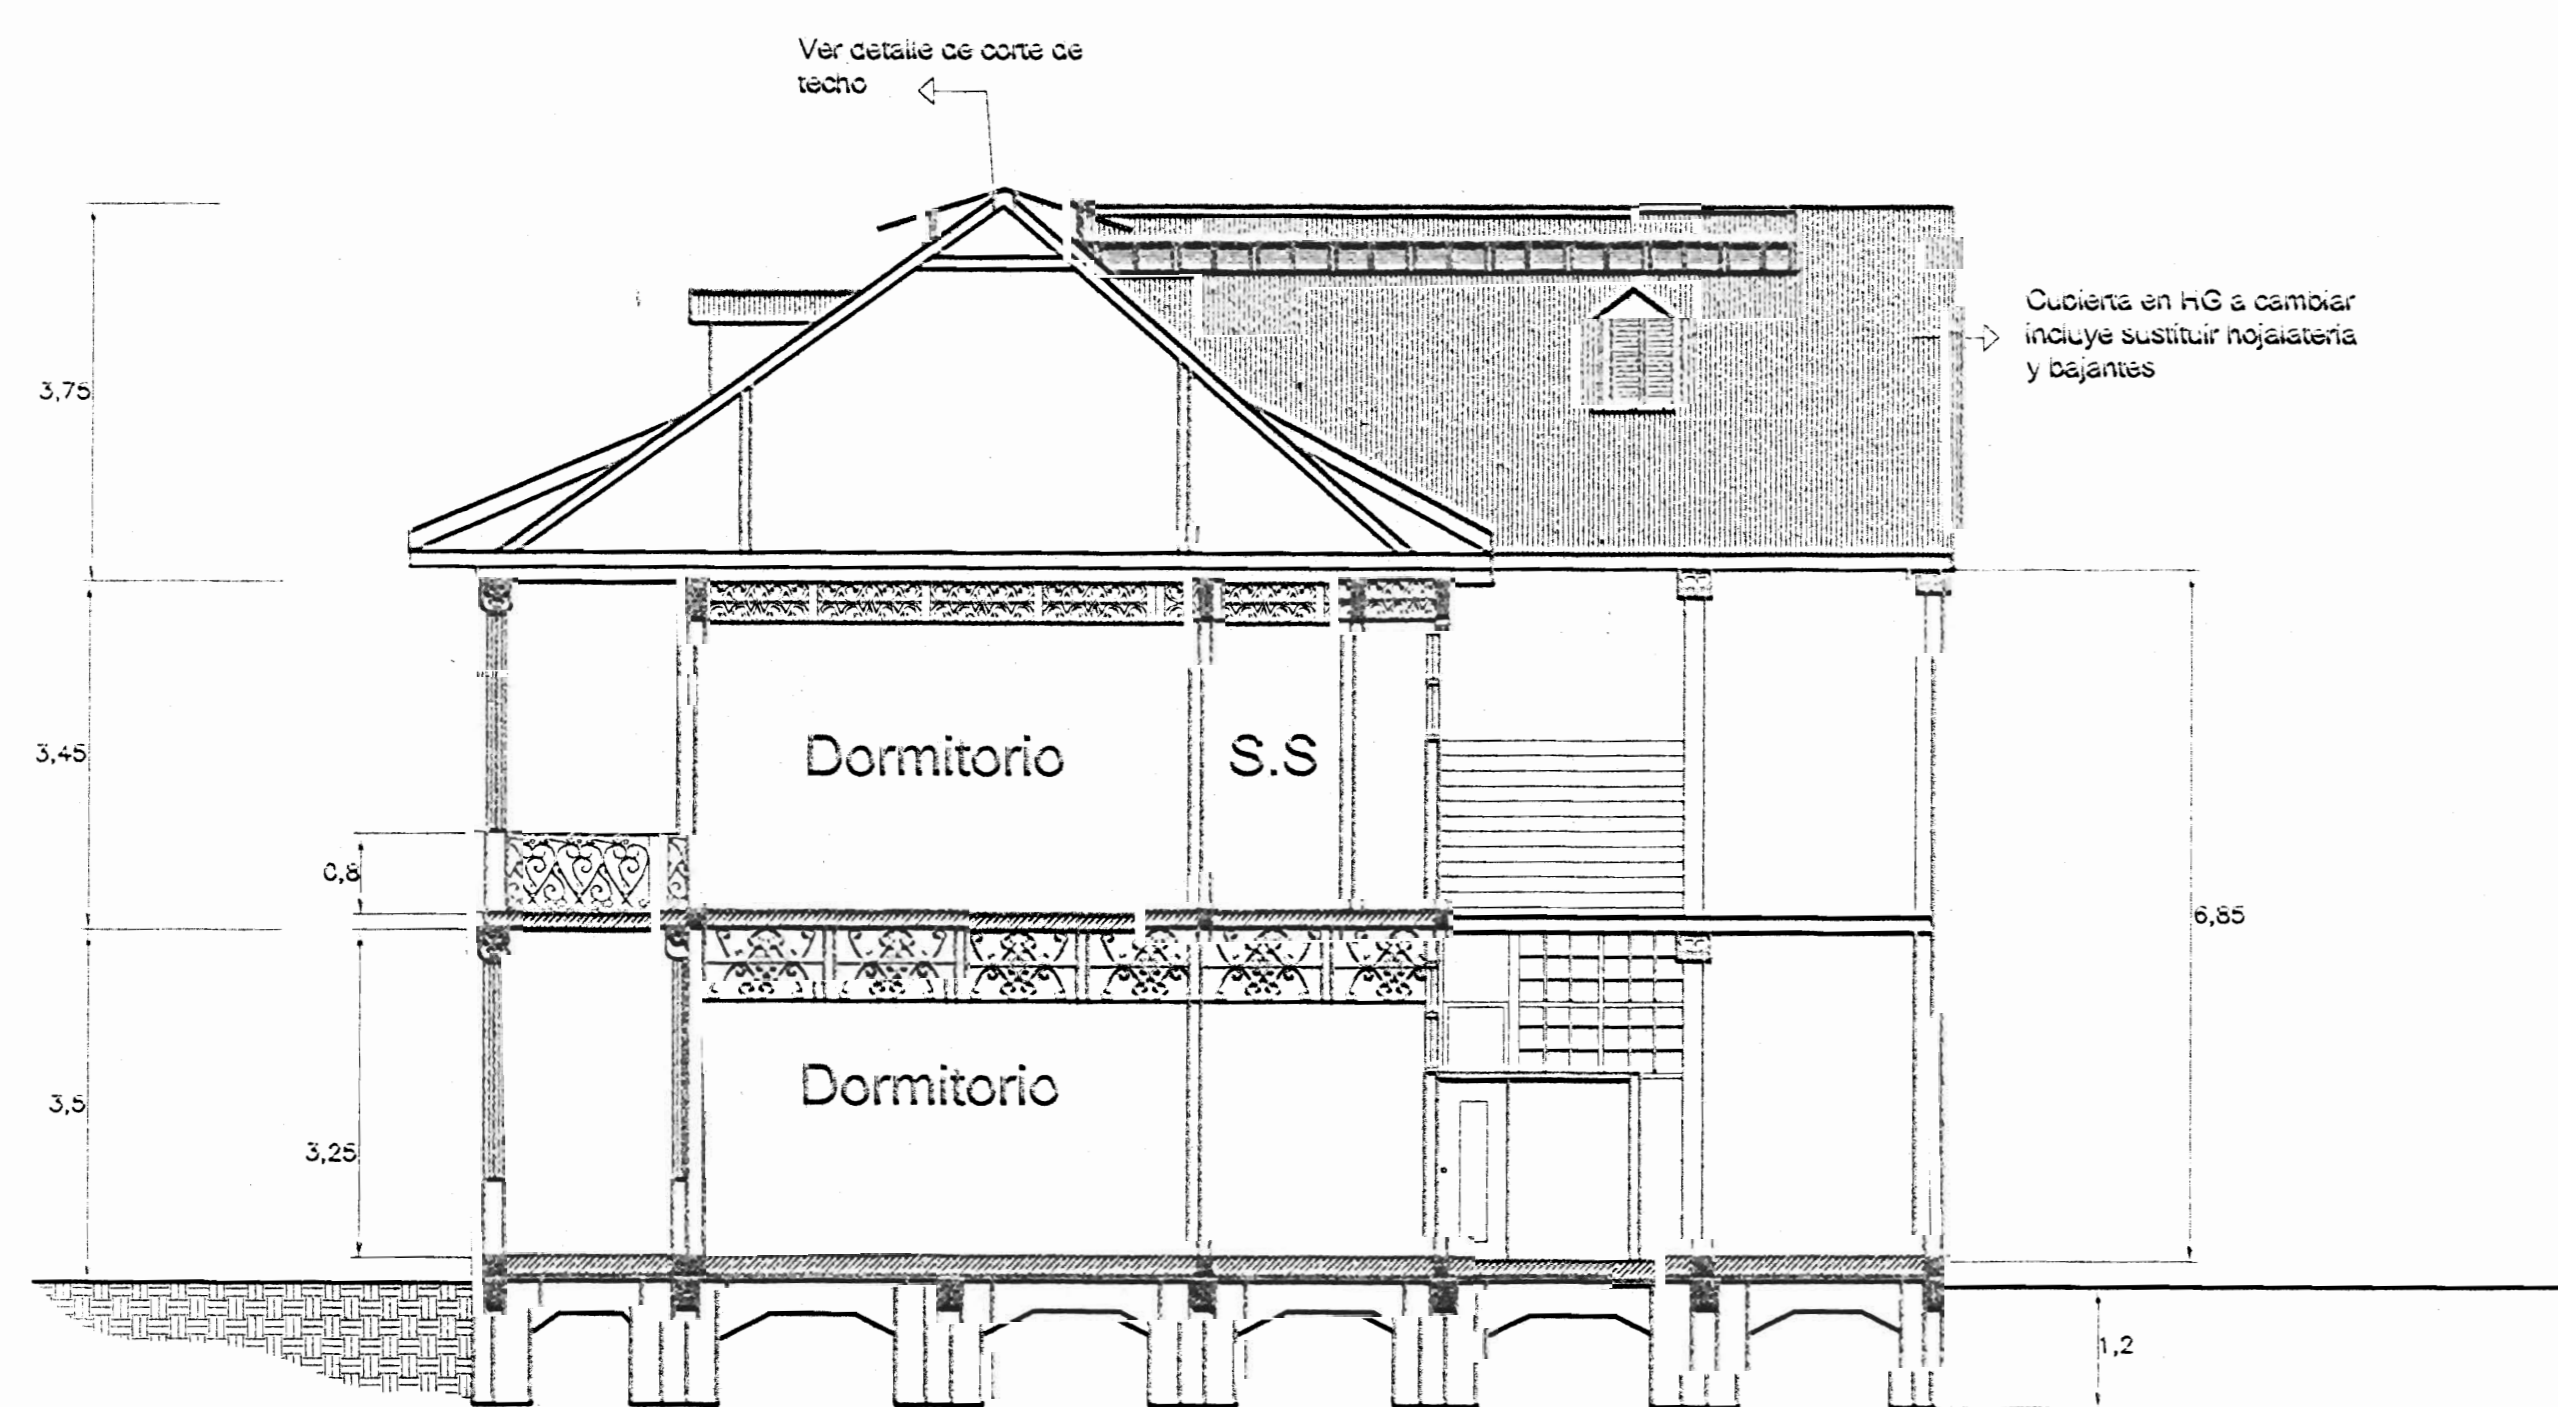 Ver detalle de corte de
techo
Cubierta en HG a cambiar
incluye sustituir hojalateria
y bajantes
3,75
3,45
Dormitorio
S.S
0,8
6,85
3,5
Dormitorio
3,25
1,2